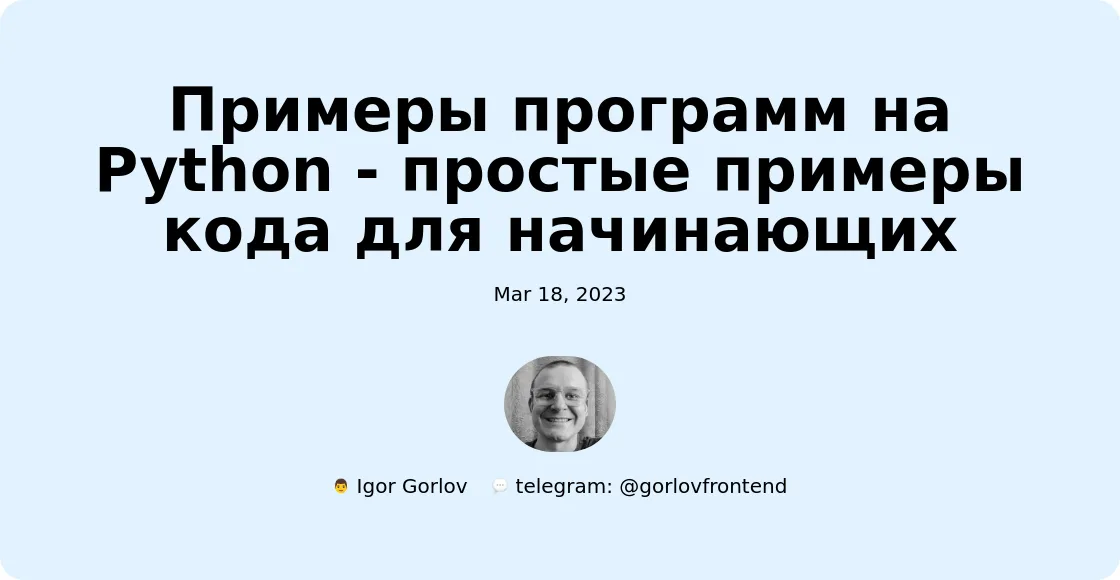 Примеры программ на
Python - простые примеры
кода для начинающих
Mar 18, 2023
👨 Igor Gorlov 💬 telegram: @gorlovfrontend